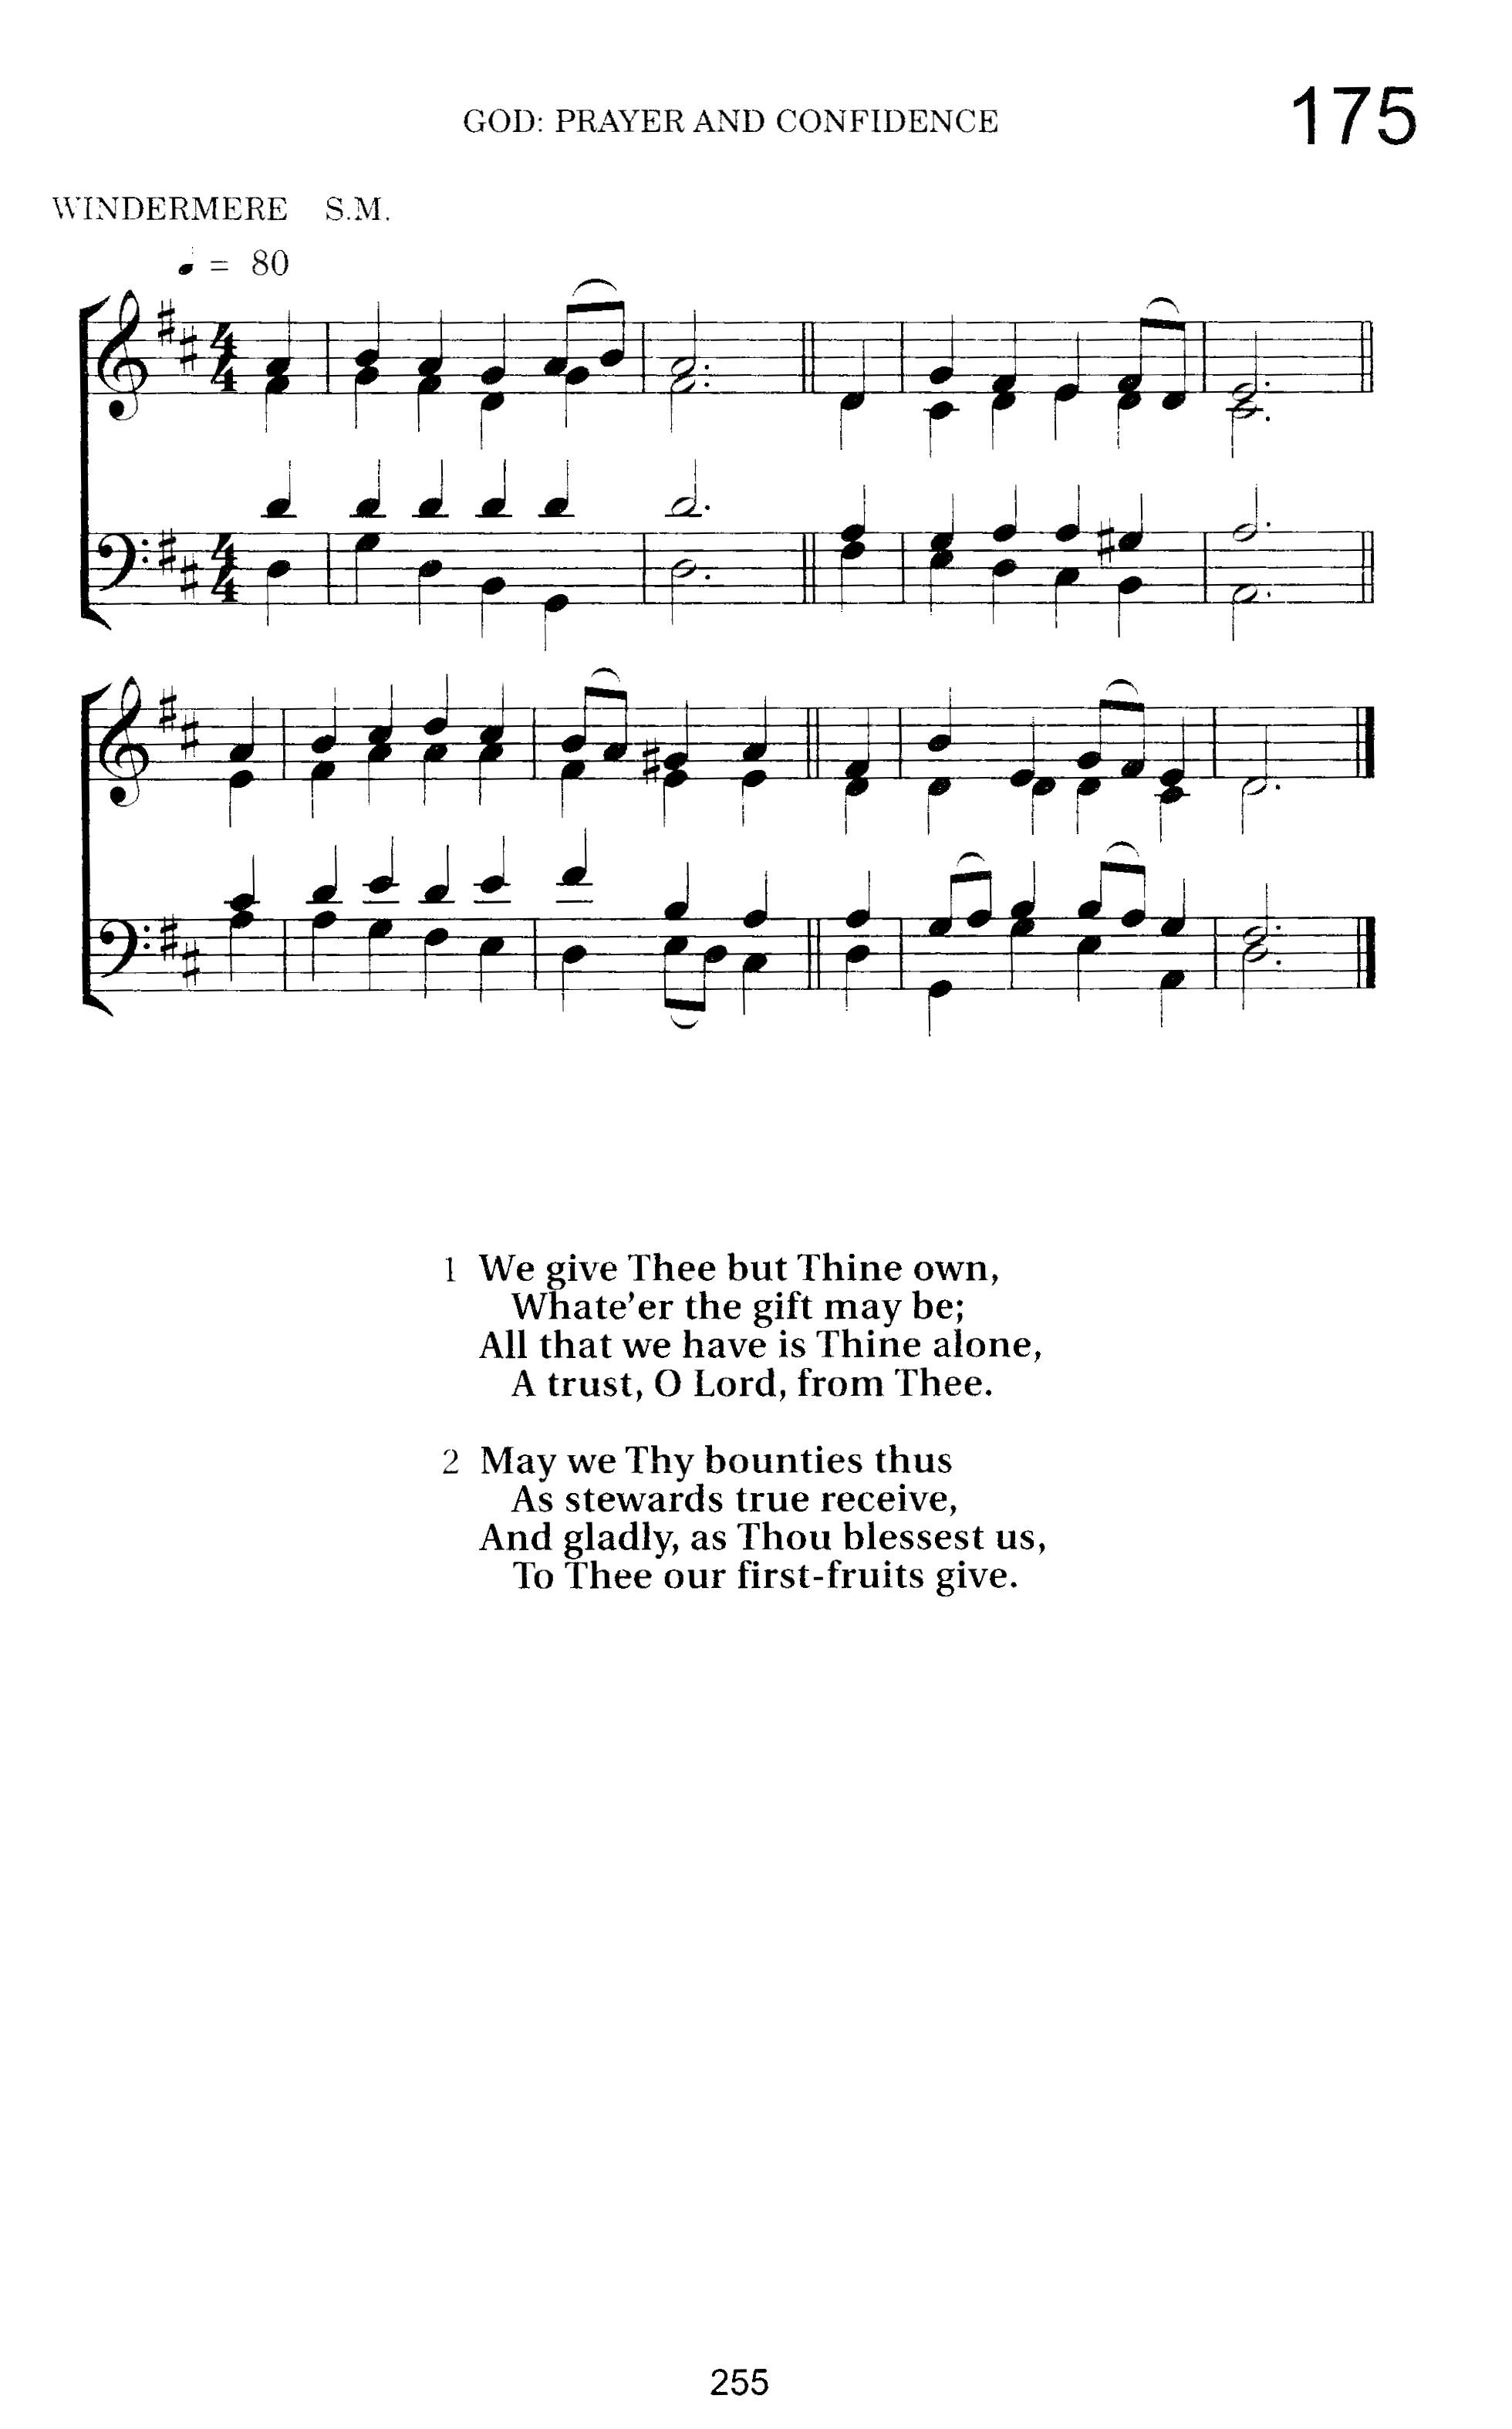 GOD: PRAYER AND CONFIDENCE
175
WINDERMERE S.M.
♩ = 80
1 We give Thee but Thine own,
Whate'er the gift may be;
All that we have is Thine alone,
A trust, O Lord, from Thee.
2 May we Thy bounties thus
As stewards true receive,
And gladly, as Thou blessest us,
To Thee our first-fruits give.
255